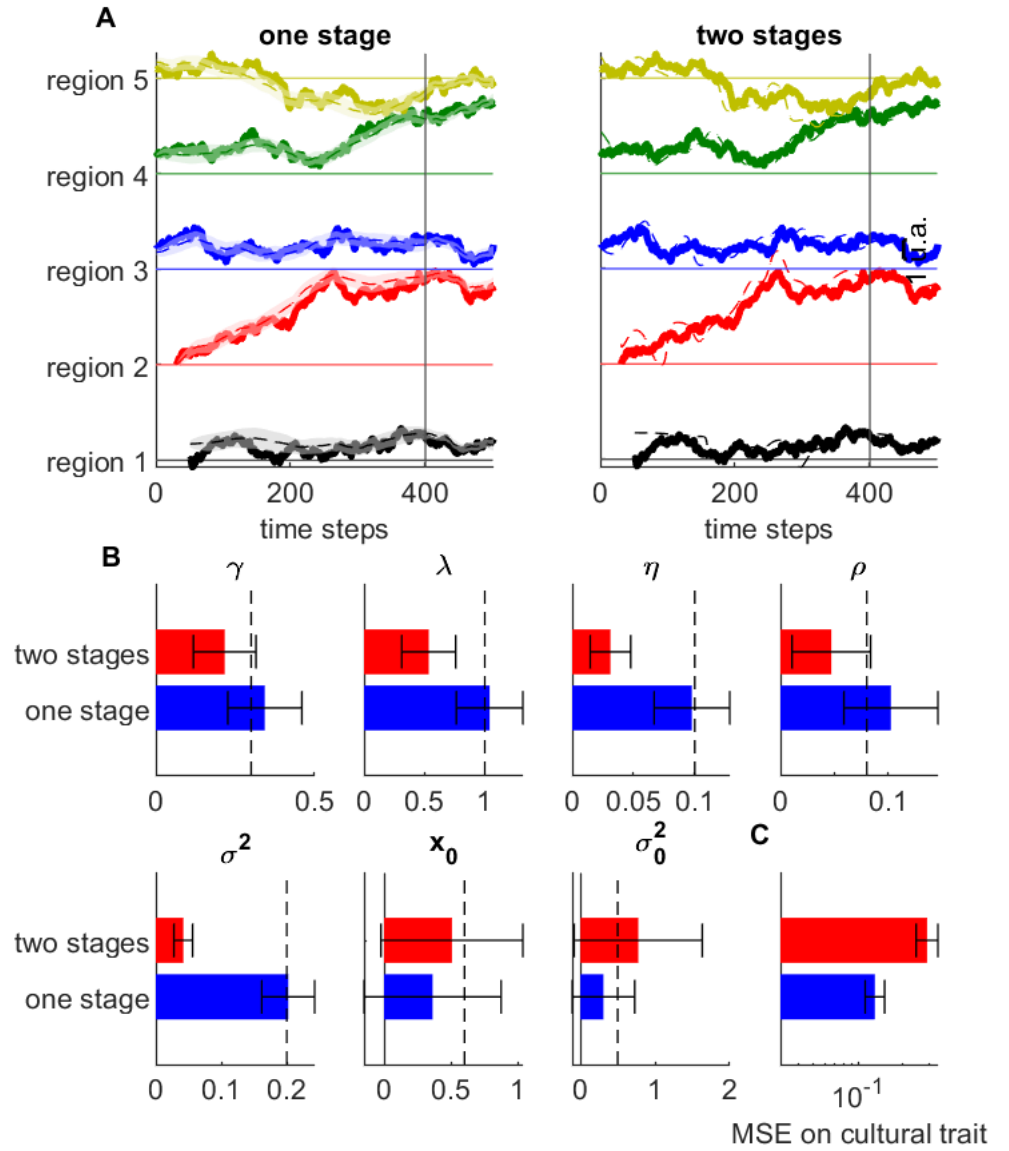 A
one stage
two stages
region 5
region 4
region 3
region 2
region 1
1 u.a.
0 200 400
0 200 400
time steps
time steps
B
γ λ η ρ
two stages
one stage
0 0.5
0 0.5 1
0 0.05 0.1
0 0.1
σ² x₀ σ₀² C
two stages
one stage
0 0.1 0.2
0 0.5 1
0 1 2
10⁻¹
MSE on cultural trait